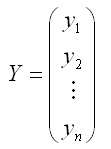 Y =
y₁
y₂
⋮
yₙ